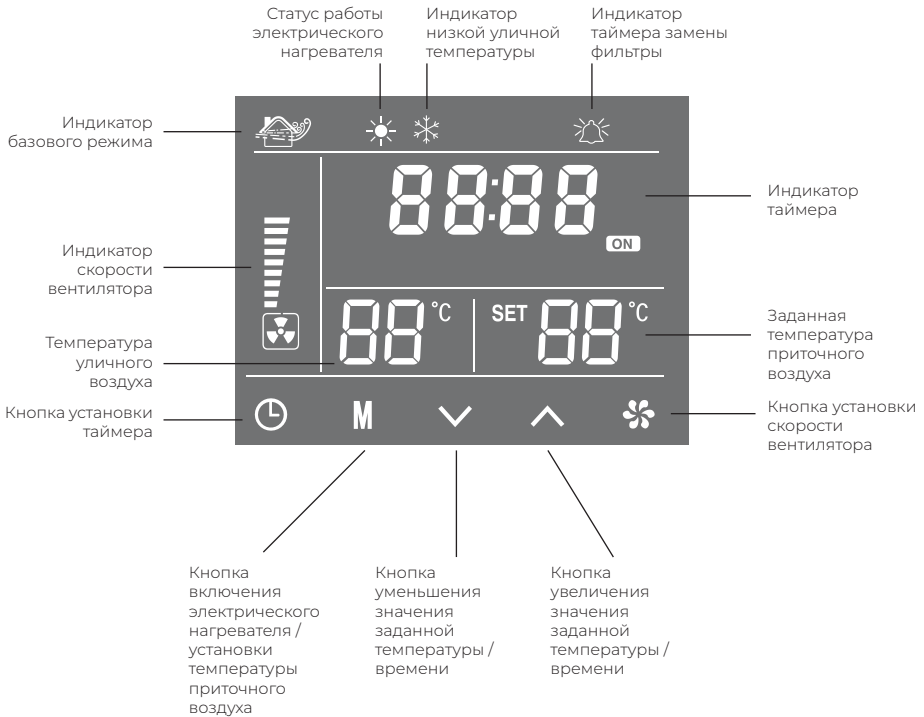 Статус работы
электрического
нагревателя
Индикатор
низкой уличной
температуры
Индикатор
таймера замены
фильтры
Индикатор
базового режима
88:88
ON
Индикатор
таймера
Индикатор
скорости
вентилятора
88 °C
SET 88 °C
Заданная
температура
приточного
воздуха
Температура
уличного
воздуха
Кнопка установки
таймера
M
Кнопка установки
скорости
вентилятора
Кнопка
включения
электрического
нагревателя /
установки
температуры
приточного
воздуха
Кнопка
уменьшения
значения
заданной
температуры /
времени
Кнопка
увеличения
значения
заданной
температуры /
времени